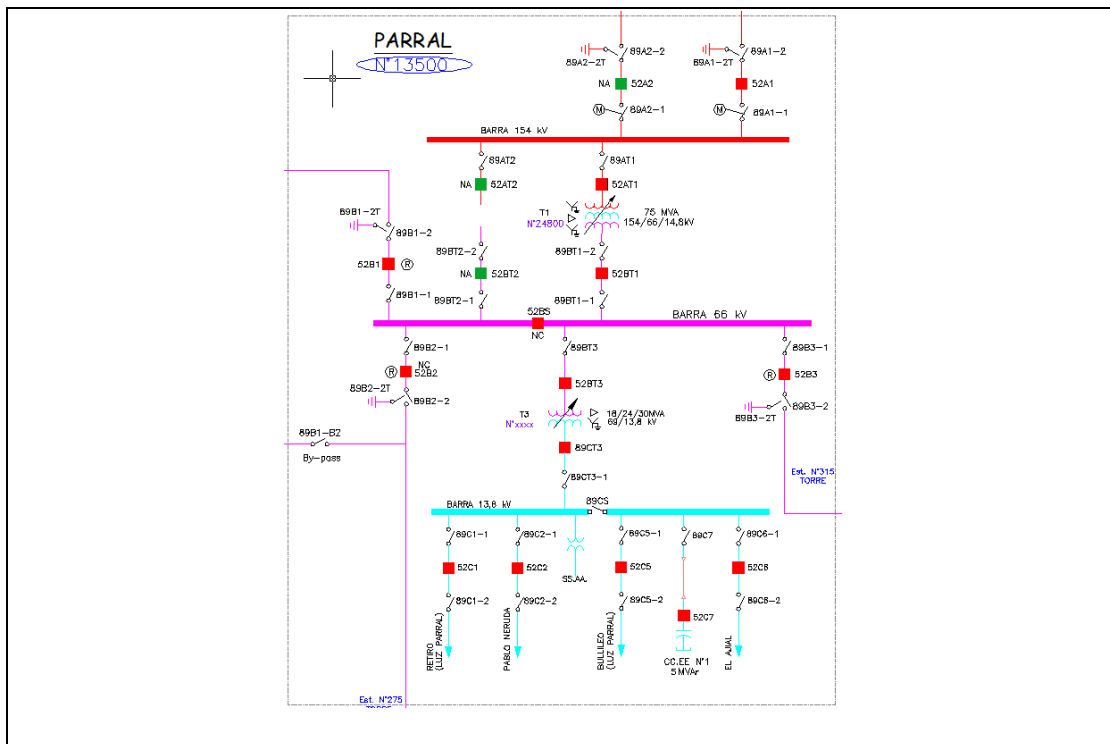 PARRAL
N°13500
89A2-2
89A2-2T
89A1-2
89A1-2T
NA
52A2
52A1
M
89A2-1
M
89A1-1
BARRA 154 kV
89AT2
89AT1
NA
52AT2
52AT1
T1
N°24800
75 MVA
154/66/14,8kV
89B1-2T
89B1-2
52B1
R
89B1-1
89BT2-2
NA
52BT2
89BT2-1
89BT1-2
52BT1
89BT1-1
52BS
NC
BARRA 66 kV
89B2-1
NC
R
52B2
89B2-2T
89B2-2
89BT3
52BT3
89B3-1
R
52B3
89B3-2T
89B3-2
T3
N°xxxx
18/24/30MVA
69/13,8 kV
89B1-B2
By-pass
89CT3
89CT3-1
Est. N°315
TORRE
BARRA 13,8 kV
89CS
89C1-1
89C2-1
89C5-1
89C7
89C6-1
52C1
52C2
SS.AA.
52C5
52C6
89C1-2
89C2-2
89C5-2
52C7
89C6-2
RETIRO
(LUZ PARRAL)
PABLO NERUDA
BULLILEO
(LUZ PARRAL)
CC.EE N°1
5 MVAr
EL AJIAL
Est. N°275
TORRE